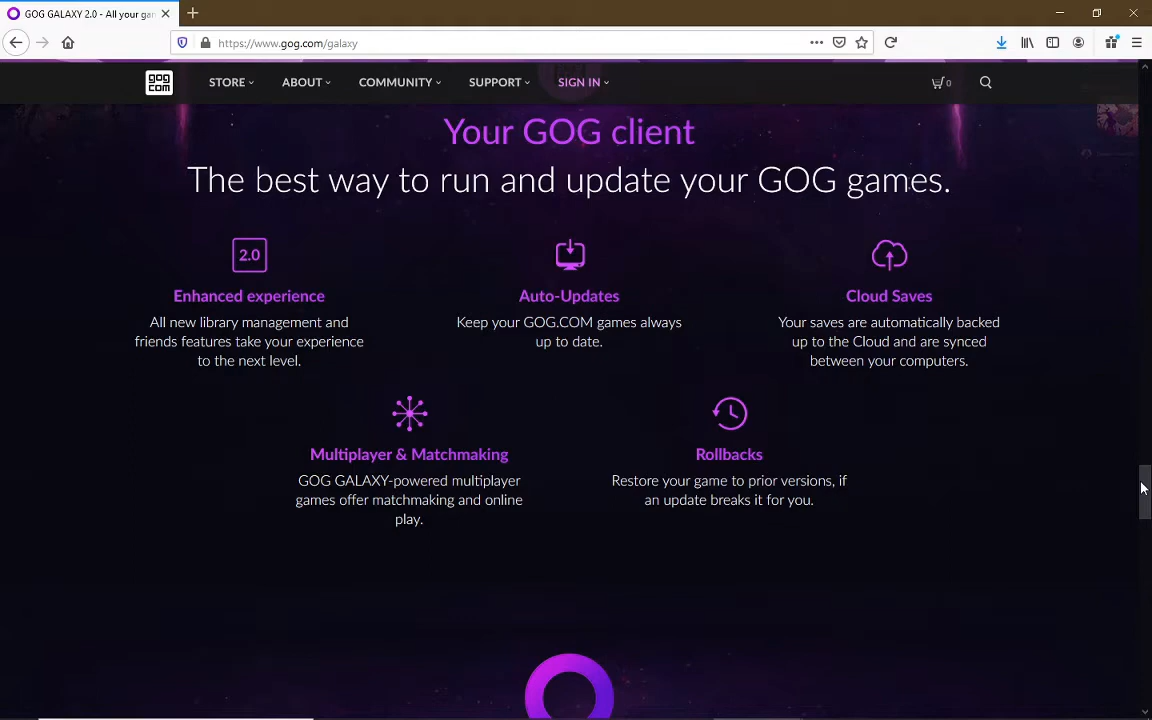 GOG GALAXY 2.0 - All your gam
https://www.gog.com/galaxy
GOG
COM
STORE
ABOUT
COMMUNITY
SUPPORT
SIGN IN
0
Your GOG client
The best way to run and update your GOG games.
2.0
Enhanced experience
All new library management and
friends features take your experience
to the next level.
Auto-Updates
Keep your GOG.COM games always
up to date.
Cloud Saves
Your saves are automatically backed
up to the Cloud and are synced
between your computers.
Multiplayer & Matchmaking
GOG GALAXY-powered multiplayer
games offer matchmaking and online
play.
Rollbacks
Restore your game to prior versions, if
an update breaks it for you.